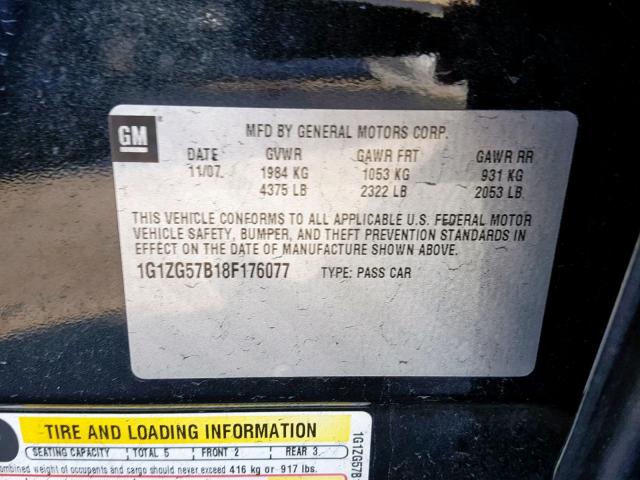 GM
MFD BY GENERAL MOTORS CORP.
DATE GVWR GAWR FRT GAWR RR
11/07 1984 KG 1053 KG 931 KG
4375 LB 2322 LB 2053 LB
THIS VEHICLE CONFORMS TO ALL APPLICABLE U.S. FEDERAL MOTOR
VEHICLE SAFETY, BUMPER, AND THEFT PREVENTION STANDARDS IN
EFFECT ON THE DATE OF MANUFACTURE SHOWN ABOVE.
1G1ZG57B18F176077 TYPE: PASS CAR
TIRE AND LOADING INFORMATION
SEATING CAPACITY TOTAL 5 FRONT 2 REAR 3
combined weight of occupants and cargo should never exceed 416 kg or 917 lbs.
1G1ZG57B